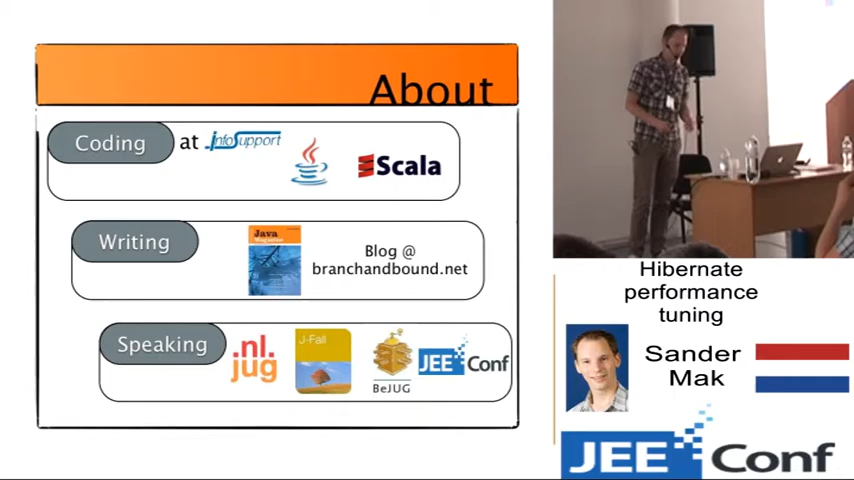 About
Coding at infoSupport
Scala
Writing
Java
Magazine
Blog @
branchandbound.net
Speaking
.nl.
jug
J-Fall
BeJUG
JEE Conf
Hibernate
performance
tuning
Sander
Mak
JEE Conf